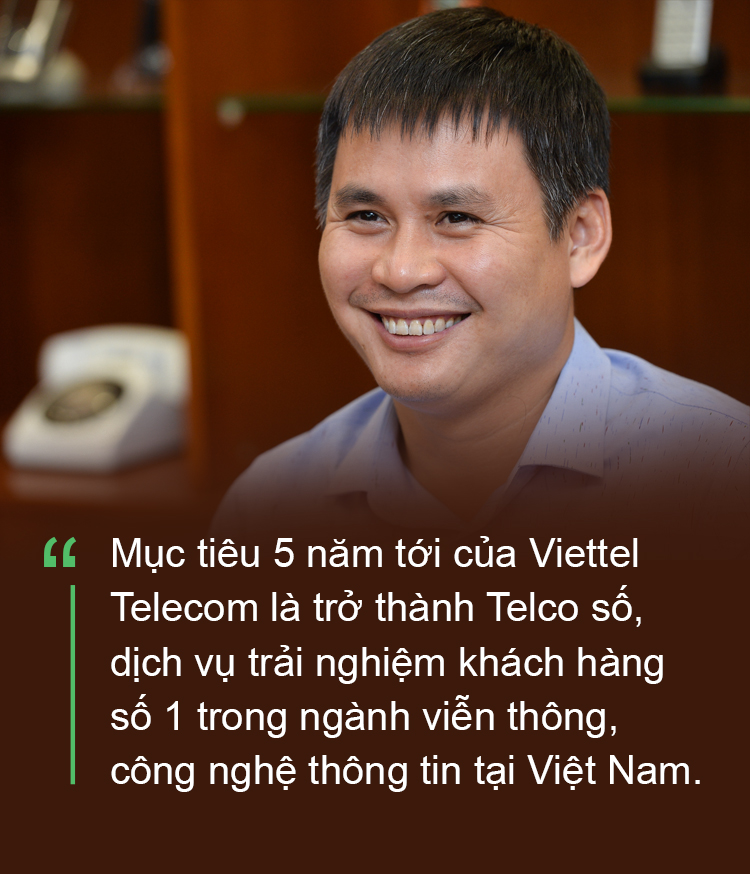 “ Mục tiêu 5 năm tới của Viettel
Telecom là trở thành Telco số,
dịch vụ trải nghiệm khách hàng
số 1 trong ngành viễn thông,
công nghệ thông tin tại Việt Nam.